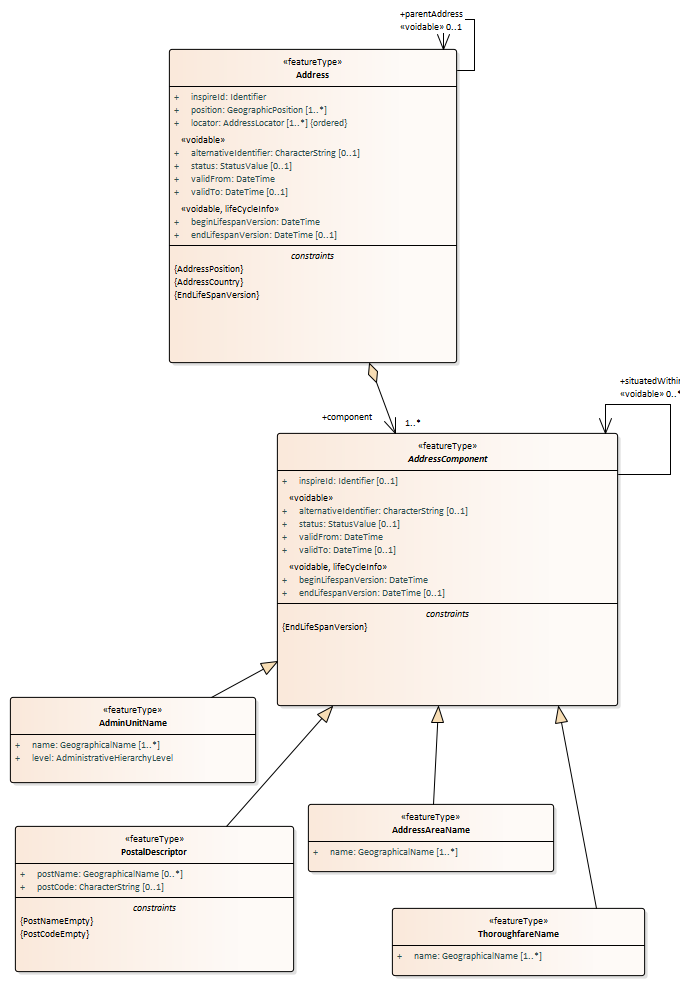 +parentAddress
«voidable» 0..1
«featureType»
Address
+ inspireId: Identifier
+ position: GeographicPosition [1..*]
+ locator: AddressLocator [1..*] {ordered}
«voidable»
+ alternativeIdentifier: CharacterString [0..1]
+ status: StatusValue [0..1]
+ validFrom: DateTime
+ validTo: DateTime [0..1]
«voidable, lifeCycleInfo»
+ beginLifespanVersion: DateTime
+ endLifespanVersion: DateTime [0..1]
constraints
{AddressPosition}
{AddressCountry}
{EndLifeSpanVersion}
+component
1..*
+situatedWithin
«voidable» 0..*
«featureType»
AddressComponent
+ inspireId: Identifier [0..1]
«voidable»
+ alternativeIdentifier: CharacterString [0..1]
+ status: StatusValue [0..1]
+ validFrom: DateTime
+ validTo: DateTime [0..1]
«voidable, lifeCycleInfo»
+ beginLifespanVersion: DateTime
+ endLifespanVersion: DateTime [0..1]
constraints
{EndLifeSpanVersion}
«featureType»
AdminUnitName
+ name: GeographicalName [1..*]
+ level: AdministrativeHierarchyLevel
«featureType»
PostalDescriptor
+ postName: GeographicalName [0..*]
+ postCode: CharacterString [0..1]
constraints
{PostNameEmpty}
{PostCodeEmpty}
«featureType»
AddressAreaName
+ name: GeographicalName [1..*]
«featureType»
ThoroughfareName
+ name: GeographicalName [1..*]